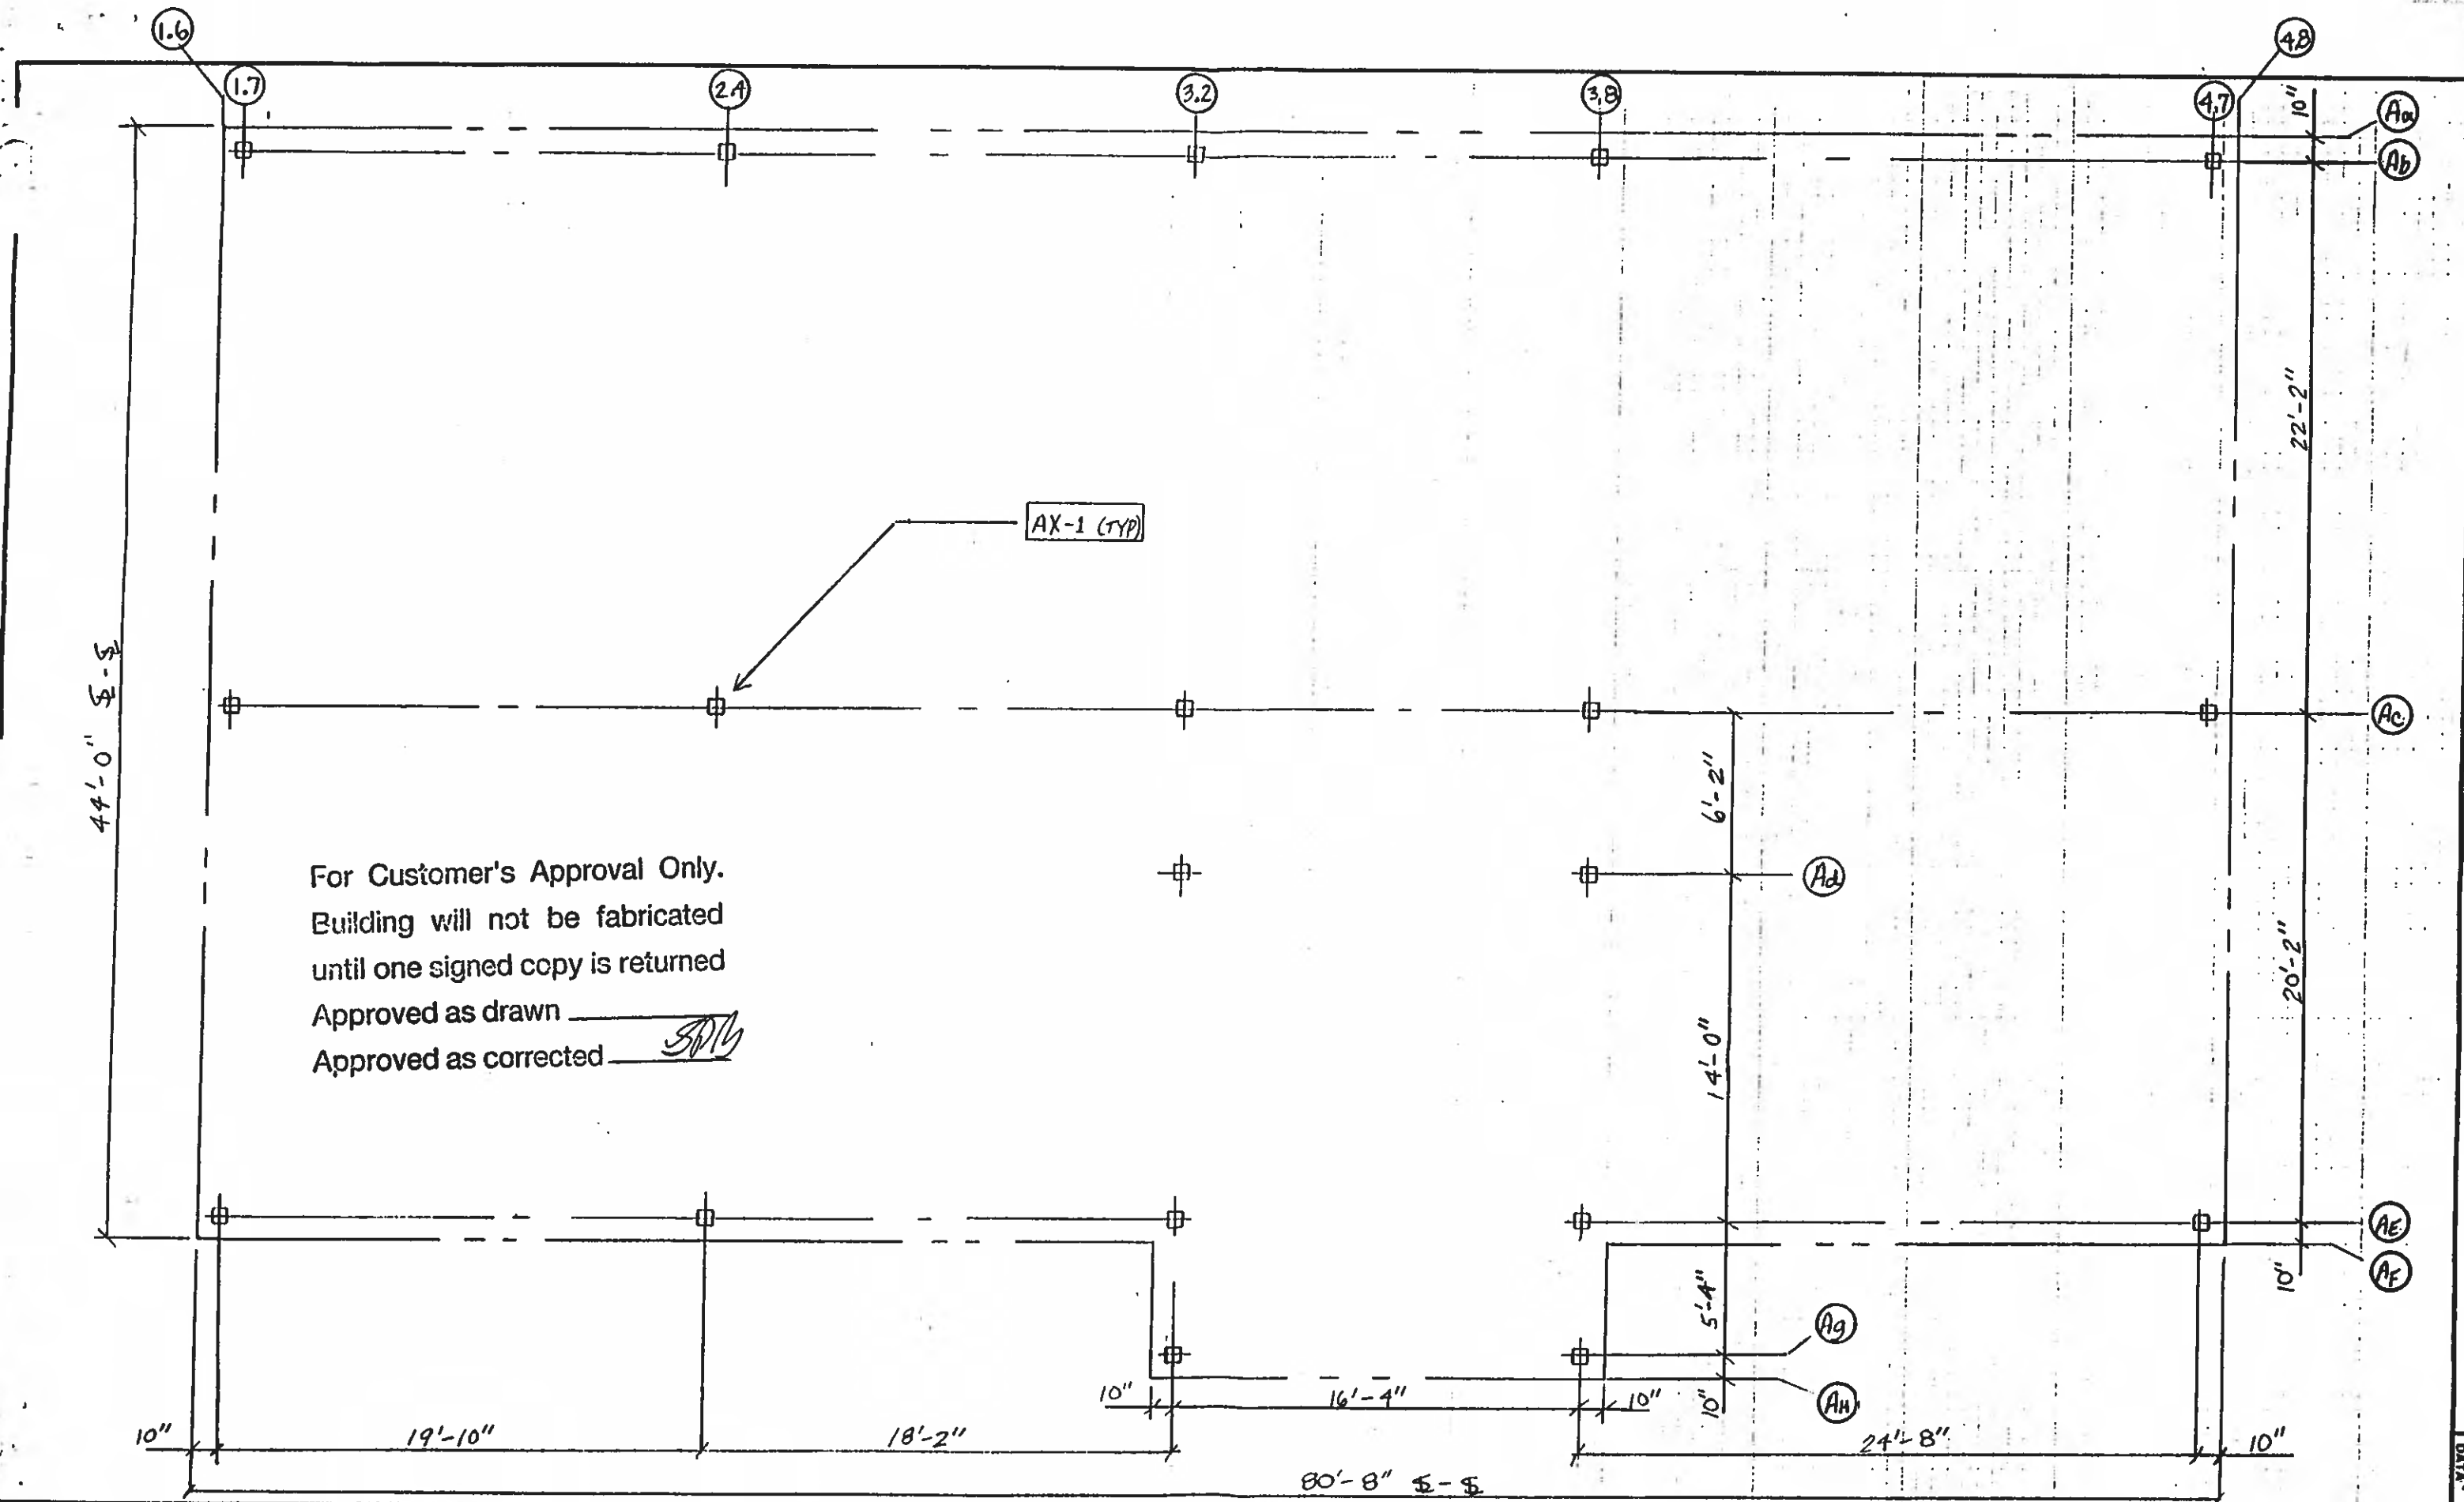 1.6
4.8
1.7
2.4
3.2
3.8
4.7
10"
Aa
Ab
22'-2"
AX-1 (TYP)
44'-0"
Ac
6'-2"
Ad
For Customer's Approval Only.
Building will not be fabricated
until one signed copy is returned
Approved as drawn
Approved as corrected
20'-2"
14'-0"
AE
AF
10"
5'-4"
Ag
AH
10"
10"
16'-4"
10"
10"
19'-10"
18'-2"
24'-8"
10"
80'-8"